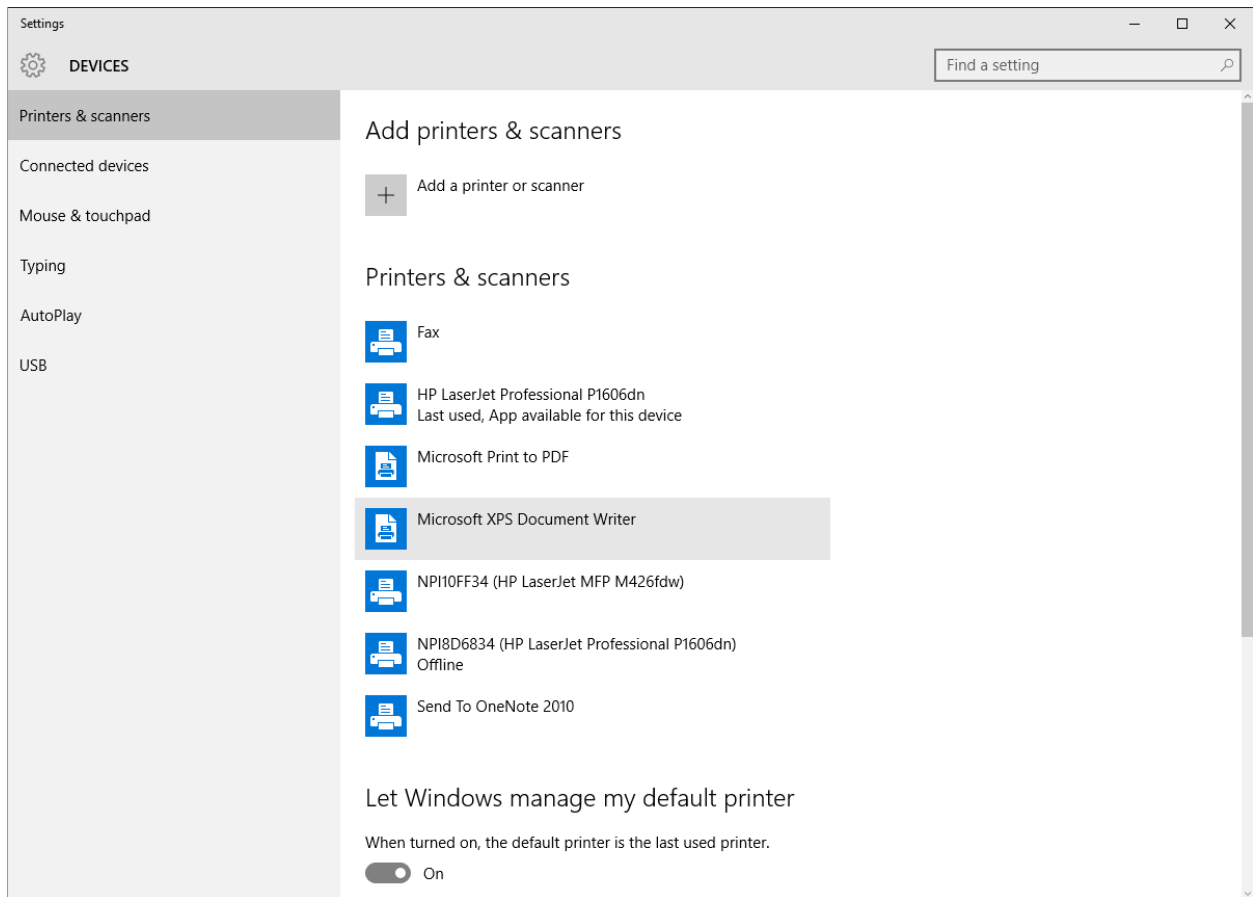 Settings
DEVICES
Find a setting
Printers & scanners
Connected devices
Mouse & touchpad
Typing
AutoPlay
USB
Add printers & scanners
Add a printer or scanner
Printers & scanners
Fax
HP LaserJet Professional P1606dn
Last used, App available for this device
Microsoft Print to PDF
Microsoft XPS Document Writer
NPI10FF34 (HP LaserJet MFP M426fdw)
NPI8D6834 (HP LaserJet Professional P1606dn)
Offline
Send To OneNote 2010
Let Windows manage my default printer
When turned on, the default printer is the last used printer.
On